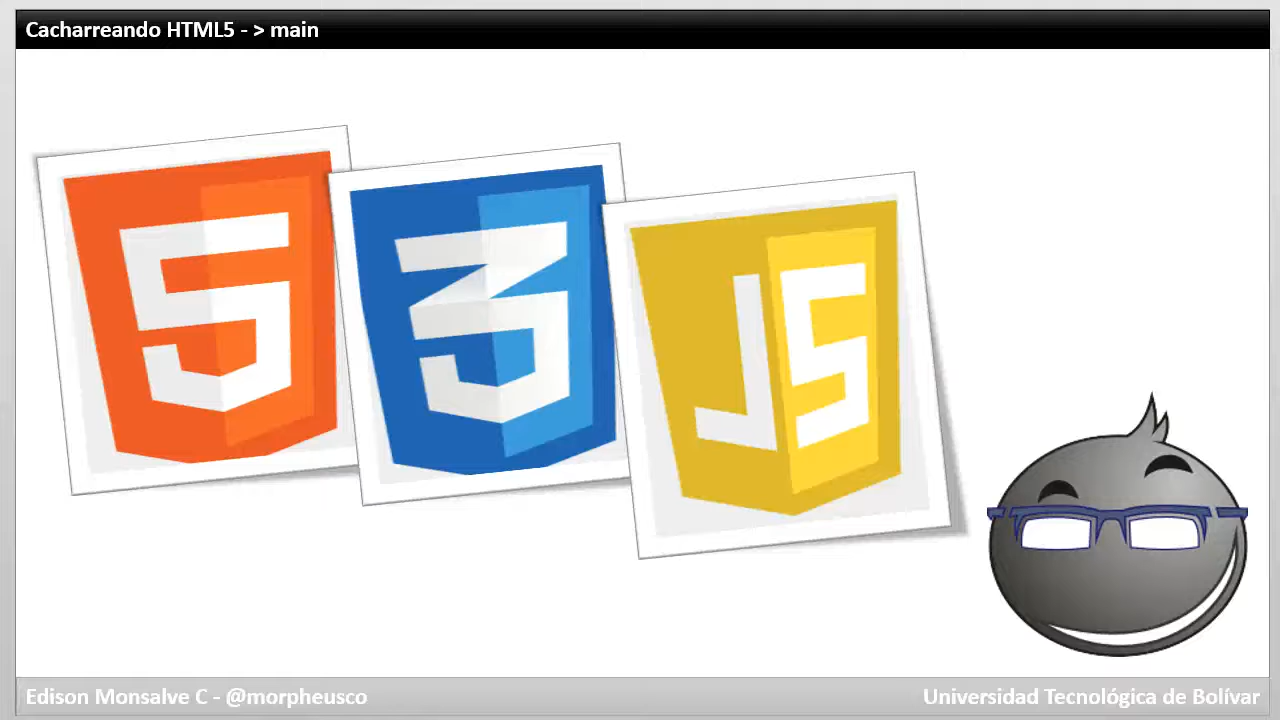 Cacharreando HTML5 - > main
5
3
JS
Edison Monsalve C - @morpheusco
Universidad Tecnológica de Bolívar